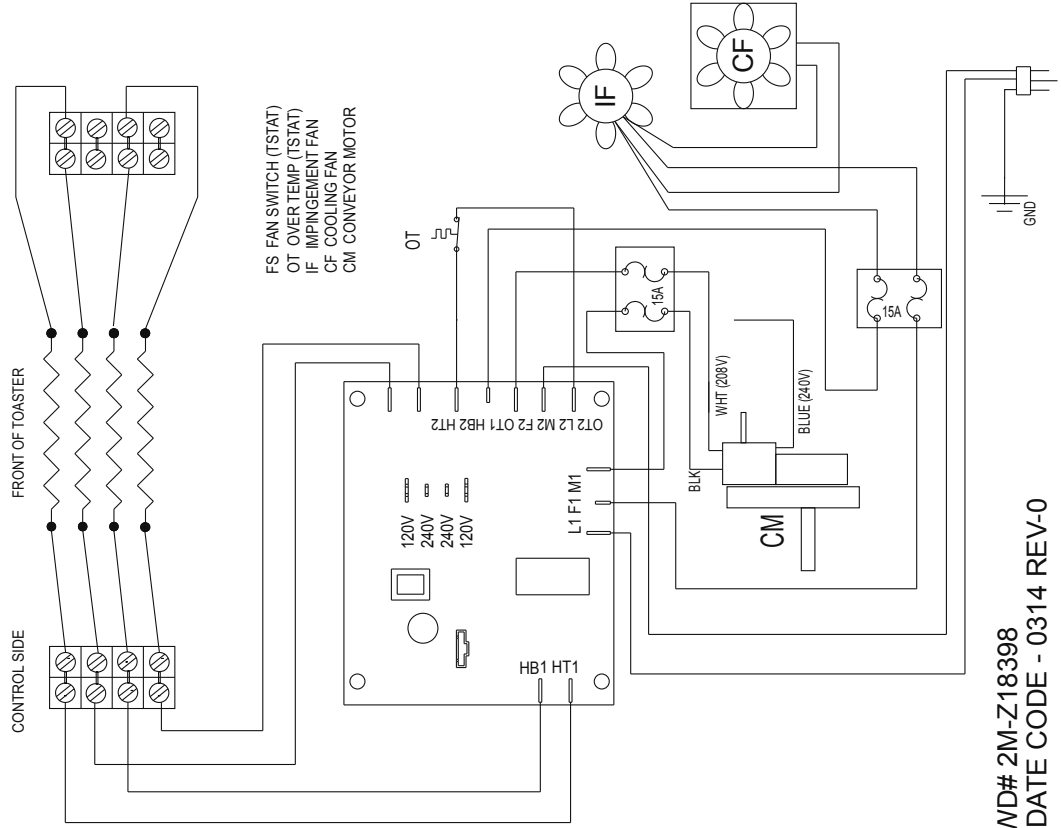 FRONT OF TOASTER
CONTROL SIDE
FS FAN SWITCH (TSTAT)
OT OVER TEMP (TSTAT)
IF IMPINGEMENT FAN
CF COOLING FAN
CM CONVEYOR MOTOR
IF
CF
OT
15A
15A
GND
OT2 L2 M2 F2 OT1 HB2 HT2
120V
240V
240V
120V
L1 F1 M1
HB1 HT1
WHT (208V)
BLUE (240V)
BLK
CM
WD# 2M-Z18398
DATE CODE - 0314 REV-0